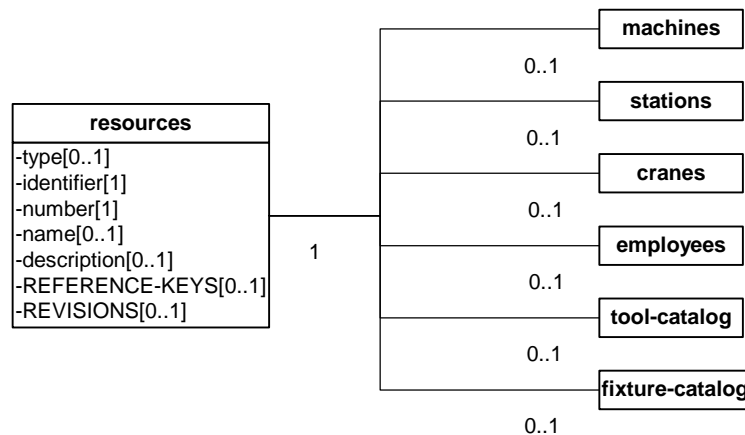 machines
0..1
stations
0..1
cranes
0..1
employees
0..1
tool-catalog
0..1
fixture-catalog
0..1
resources
-type[0..1]
-identifier[1]
-number[1]
-name[0..1]
-description[0..1]
-REFERENCE-KEYS[0..1]
-REVISIONS[0..1]
1